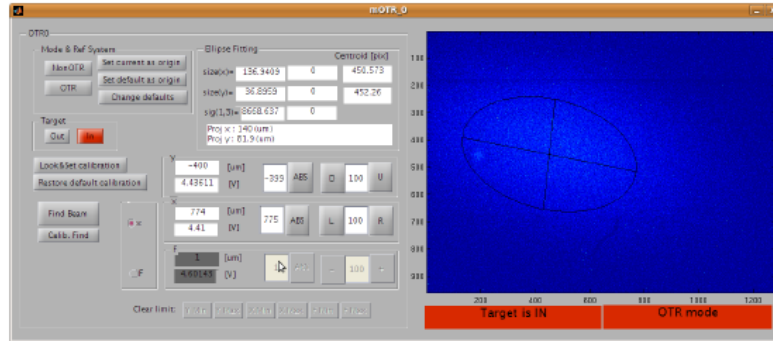 mOTR_0
OTR0
Mode & Ref System
NonOTR
Set current as origin
OTR
Set default as origin
Change defaults
Ellipse Fitting
Centroid [pix]
size(x)= 136.9409 0 450.573
size(y)= 36.8959 0 452.26
sig(1,3)= 8668.637 0
Proj x : 140 (um)
Proj y : 81.9 (um)
Target
Out In
Look&Set calibration
Restore default calibration
Y
-400 [um]
4.43611 [V]
-399 ABS D 100 U
Find Beam
Calib. Find
x
F
X
774 [um]
4.41 [V]
775 ABS L 100 R
F
1 [um]
4.60143 [V]
ABS - 100 +
Clear limit:
100
200
300
400
500
600
700
800
900
200 400 600 800 1000 1200
Target is IN
OTR mode